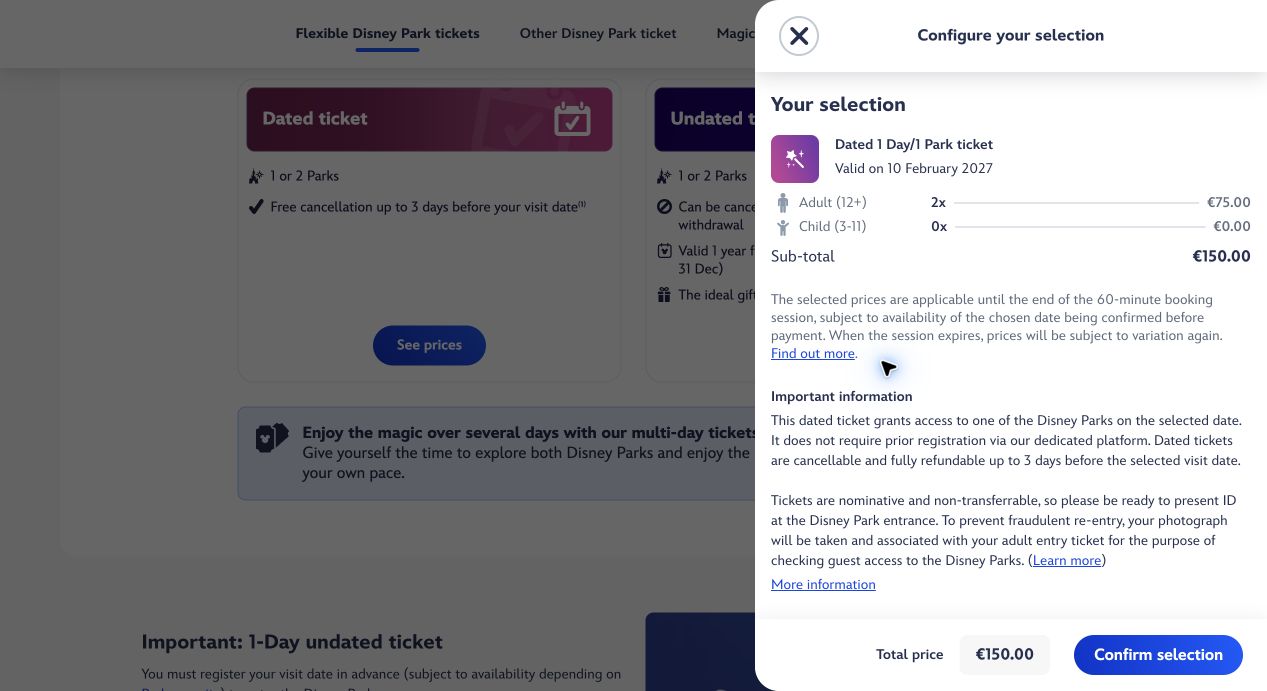 Flexible Disney Park tickets
Other Disney Park ticket
Magic
Dated ticket
1 or 2 Parks
Free cancellation up to 3 days before your visit date(1)
See prices
Undated t
1 or 2 Parks
Can be cance
withdrawal
Valid 1 year f
31 Dec)
The ideal gif
Enjoy the magic over several days with our multi-day tickets
Give yourself the time to explore both Disney Parks and enjoy the
your own pace.
Important: 1-Day undated ticket
You must register your visit date in advance (subject to availability depending on
Configure your selection
Your selection
Dated 1 Day/1 Park ticket
Valid on 10 February 2027
Adult (12+) 2x €75.00
Child (3-11) 0x €0.00
Sub-total €150.00
The selected prices are applicable until the end of the 60-minute booking
session, subject to availability of the chosen date being confirmed before
payment. When the session expires, prices will be subject to variation again.
Find out more.
Important information
This dated ticket grants access to one of the Disney Parks on the selected date.
It does not require prior registration via our dedicated platform. Dated tickets
are cancellable and fully refundable up to 3 days before the selected visit date.
Tickets are nominative and non-transferrable, so please be ready to present ID
at the Disney Park entrance. To prevent fraudulent re-entry, your photograph
will be taken and associated with your adult entry ticket for the purpose of
checking guest access to the Disney Parks. (Learn more)
More information
Total price €150.00
Confirm selection